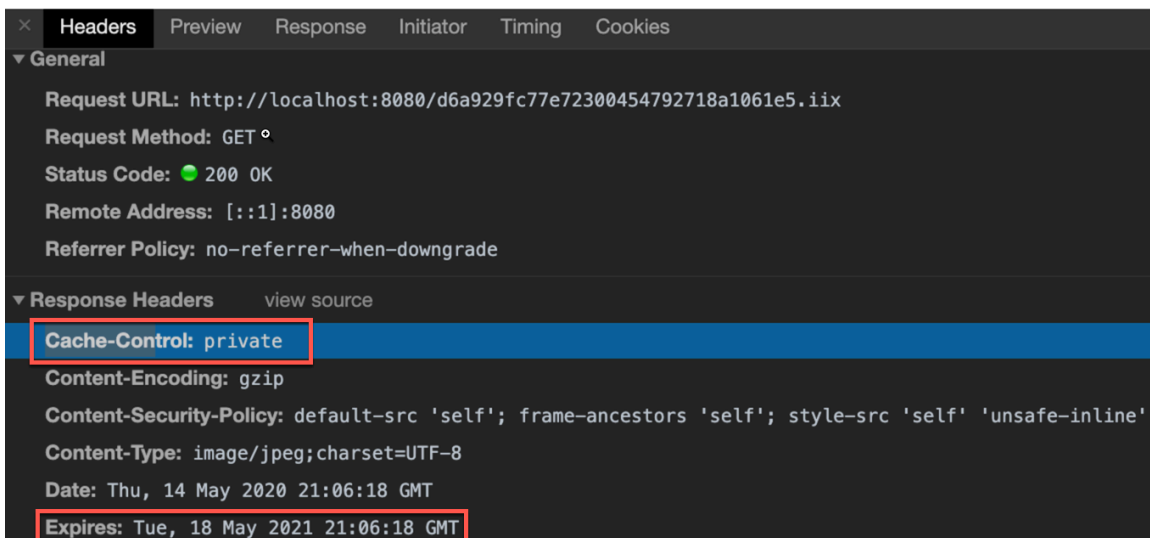 × Headers Preview Response Initiator Timing Cookies
▼ General
Request URL: http://localhost:8080/d6a929fc77e72300454792718a1061e5.iix
Request Method: GET
Status Code: 200 OK
Remote Address: [::1]:8080
Referrer Policy: no-referrer-when-downgrade
▼ Response Headers view source
Cache-Control: private
Content-Encoding: gzip
Content-Security-Policy: default-src 'self'; frame-ancestors 'self'; style-src 'self' 'unsafe-inline'
Content-Type: image/jpeg;charset=UTF-8
Date: Thu, 14 May 2020 21:06:18 GMT
Expires: Tue, 18 May 2021 21:06:18 GMT